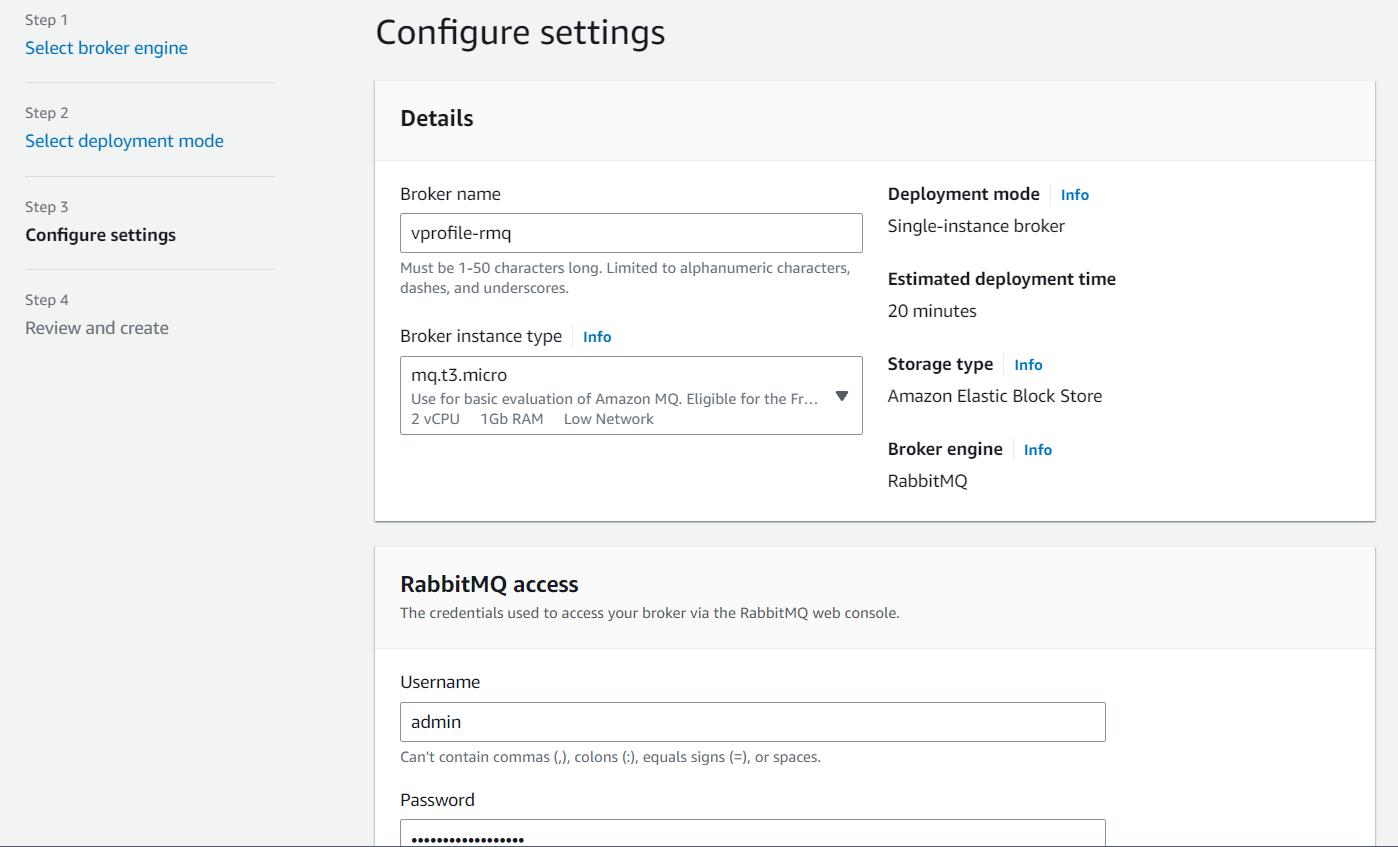 Step 1
Select broker engine
Step 2
Select deployment mode
Step 3
Configure settings
Step 4
Review and create
Configure settings
Details
Broker name
vprofile-rmq
Must be 1-50 characters long. Limited to alphanumeric characters,
dashes, and underscores.
Broker instance type Info
mq.t3.micro
Use for basic evaluation of Amazon MQ. Eligible for the Fr...
2 vCPU 1Gb RAM Low Network
Deployment mode Info
Single-instance broker
Estimated deployment time
20 minutes
Storage type Info
Amazon Elastic Block Store
Broker engine Info
RabbitMQ
RabbitMQ access
The credentials used to access your broker via the RabbitMQ web console.
Username
admin
Can't contain commas (,), colons (:), equals signs (=), or spaces.
Password
••••••••••••••••••